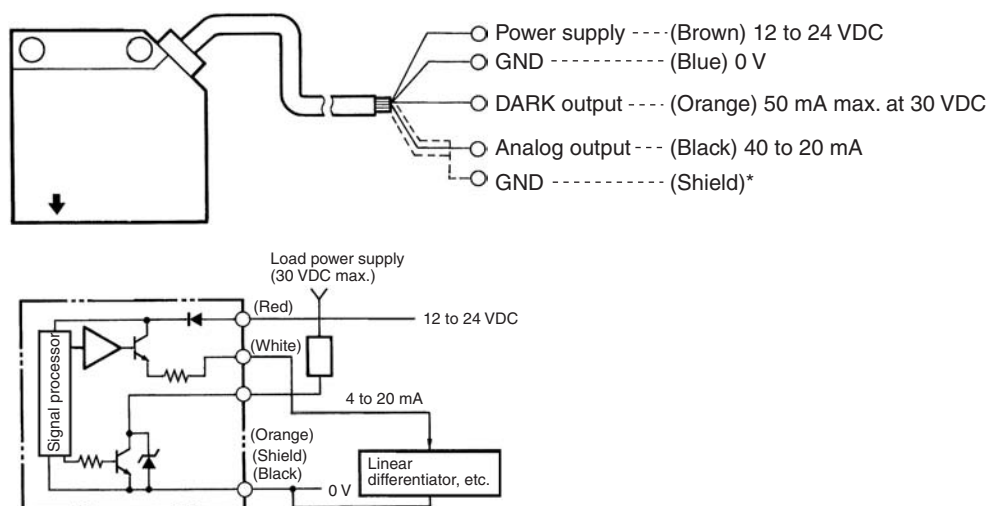 Power supply ---- (Brown) 12 to 24 VDC
GND ----------- (Blue) 0 V
DARK output ---- (Orange) 50 mA max. at 30 VDC
Analog output --- (Black) 40 to 20 mA
GND ----------- (Shield)*
Load power supply
(30 VDC max.)
(Red)
12 to 24 VDC
(White)
Signal processor
4 to 20 mA
(Orange)
(Shield)
(Black)
0 V
Linear
differentiator, etc.